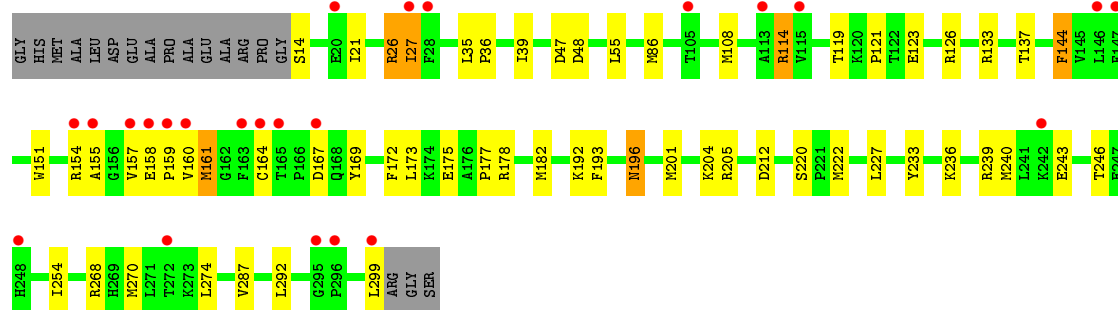 GLY HIS MET ALA LEU ASP GLU ALA PRO ALA GLU ALA ARG PRO GLY S14 E20 I21 R26 I27 F28 L35 P36 I39 D47 D48 L55 M86 T105 M108 A113 R114 V115 T119 K120 P121 T122 E123 R126 R133 T137 F144 V145 L146
W151 R154 A155 G156 V157 E158 P159 V160 M161 G162 F163 C164 T165 P166 D167 Q168 Y169 F172 L173 K174 E175 A176 P177 R178 M182 K192 F193 N196 M201 K204 R205 D212 S220 P221 M222 L227 Y233 K236 R239 M240 L241 K242 E243 T246
H248 I254 R268 H269 M270 L271 T272 K273 L274 V287 L292 G295 P296 L299 ARG GLY SER